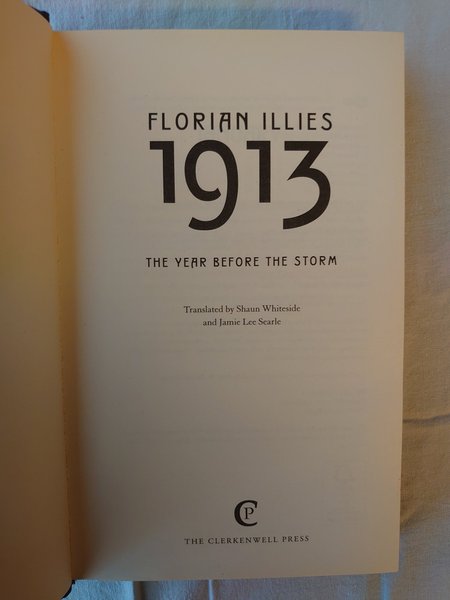 FLORIAN ILLIES
1913
THE YEAR BEFORE THE STORM
Translated by Shaun Whiteside
and Jamie Lee Searle
CP
THE CLERKENWELL PRESS